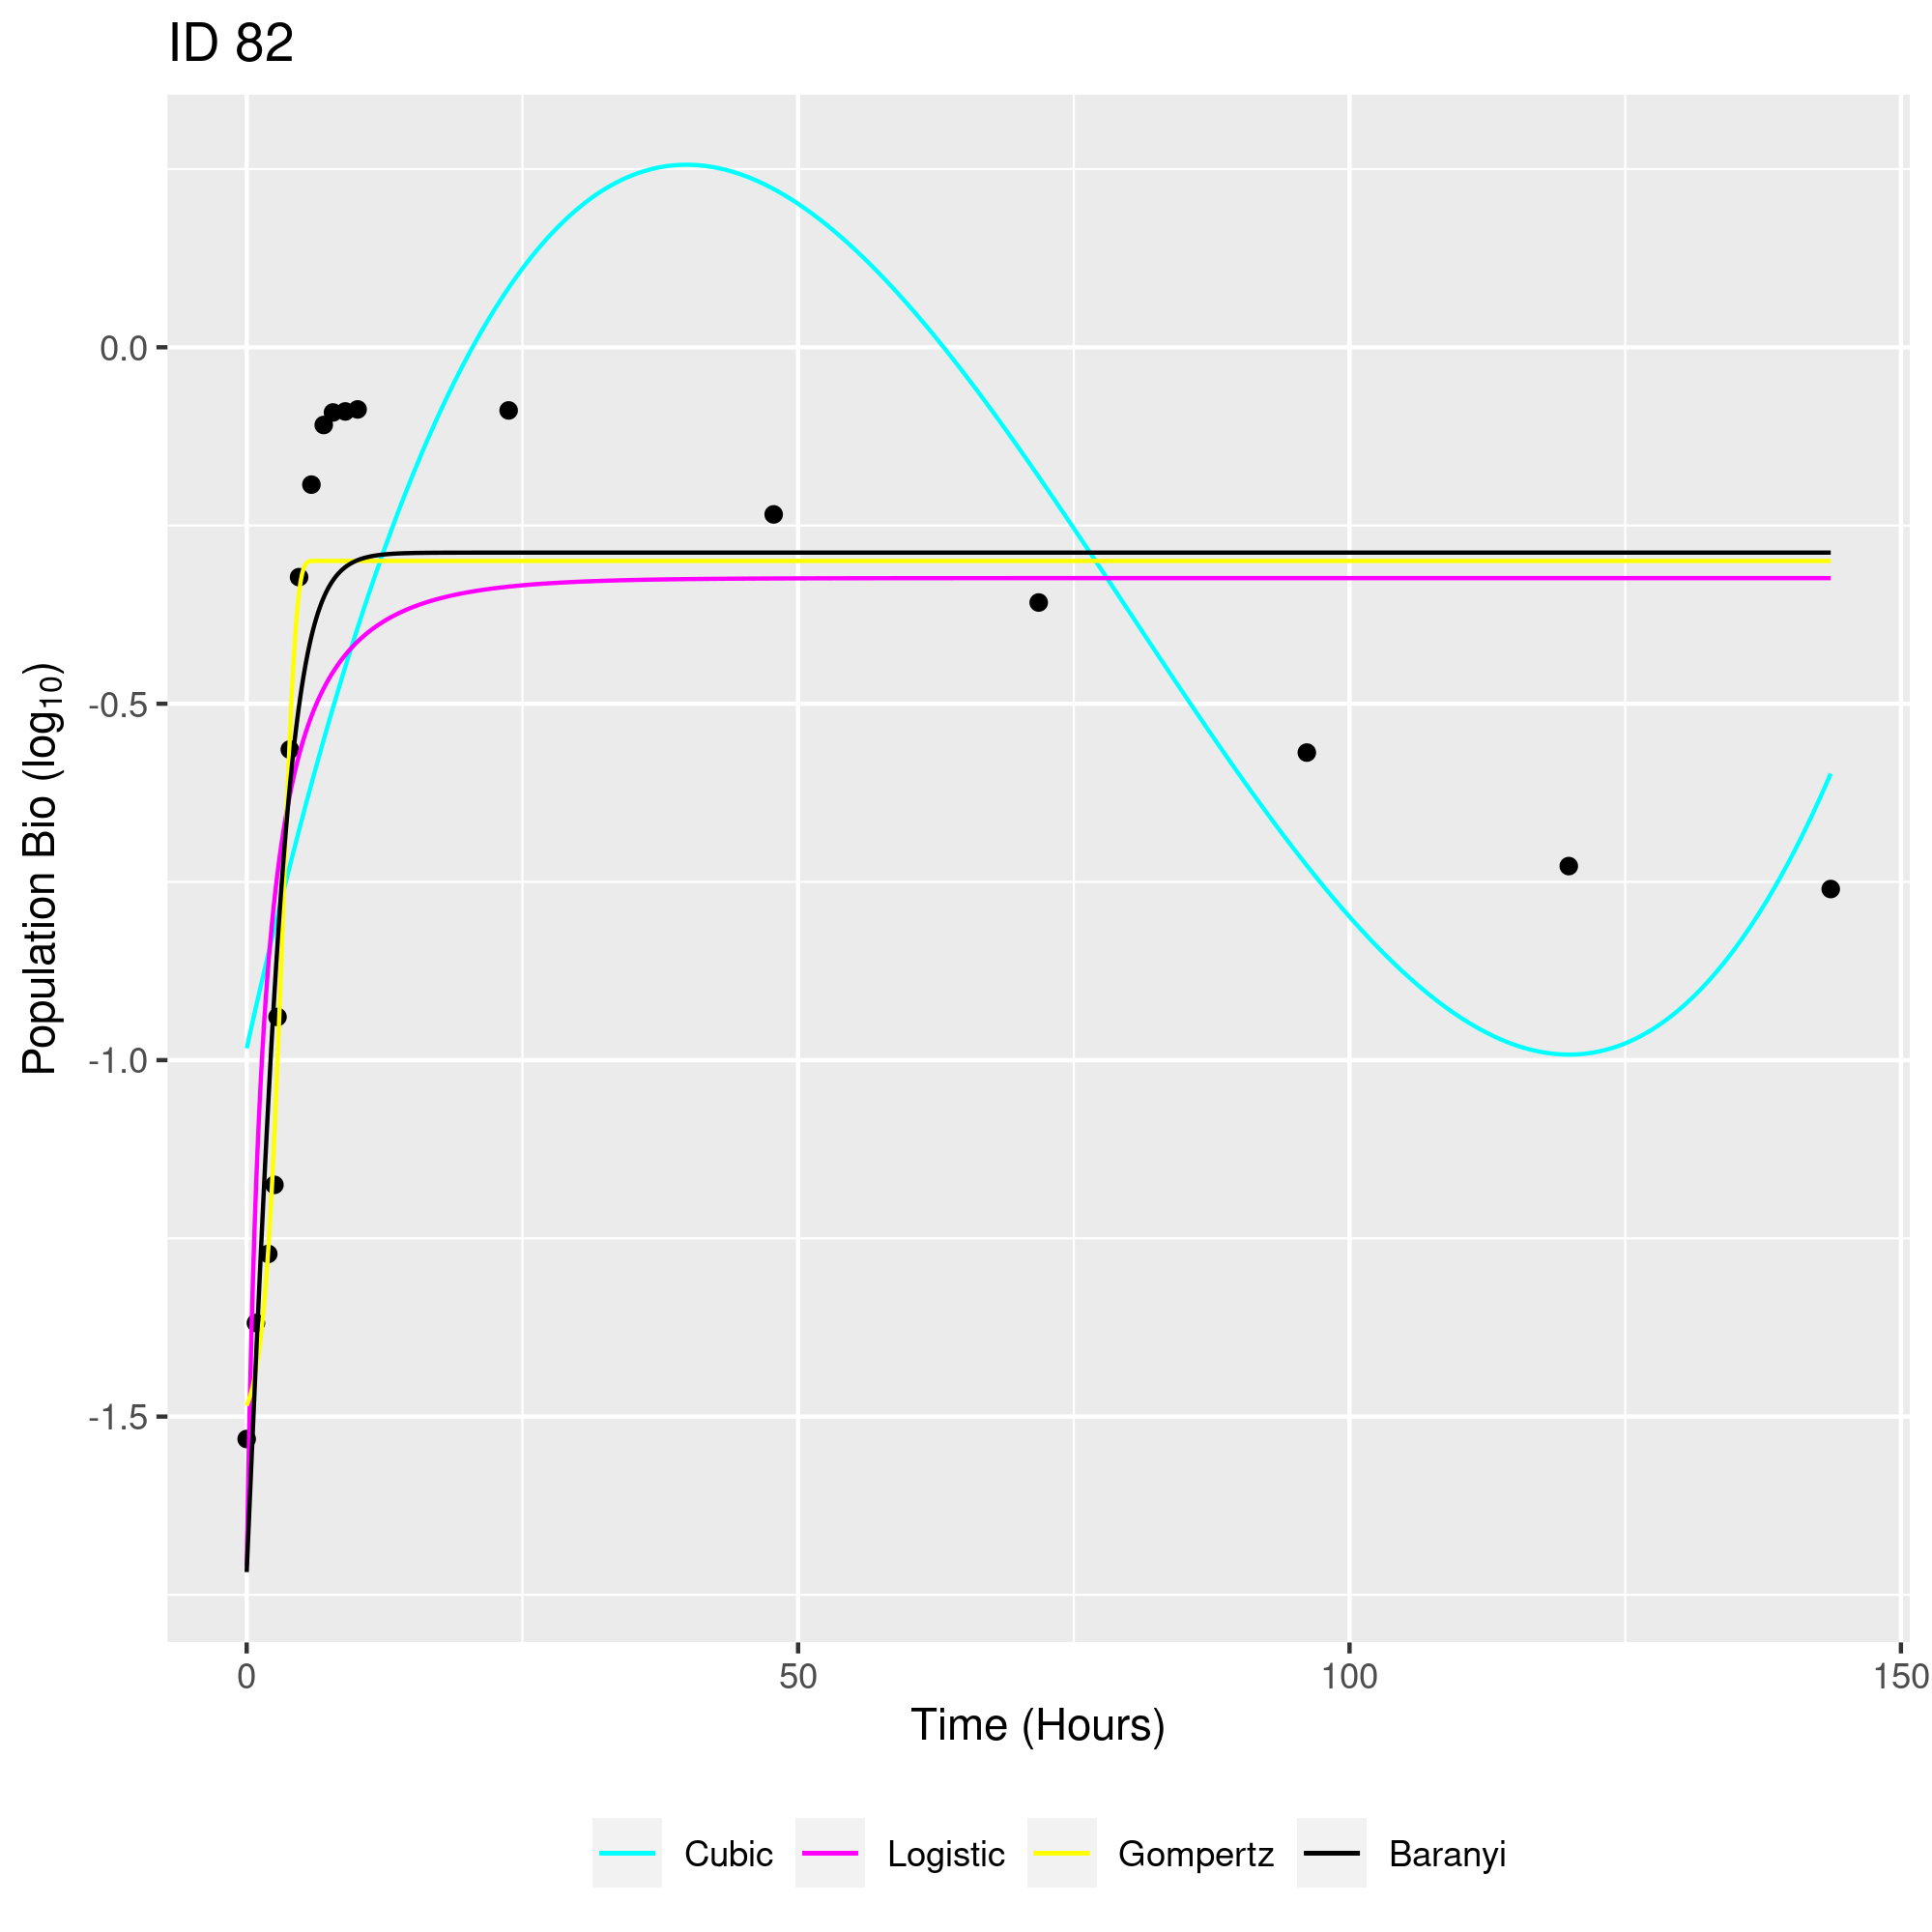 ID 82
Population Bio (log₁₀)
0.0
-0.5
-1.0
-1.5
0 50 100 150
Time (Hours)
Cubic Logistic Gompertz Baranyi